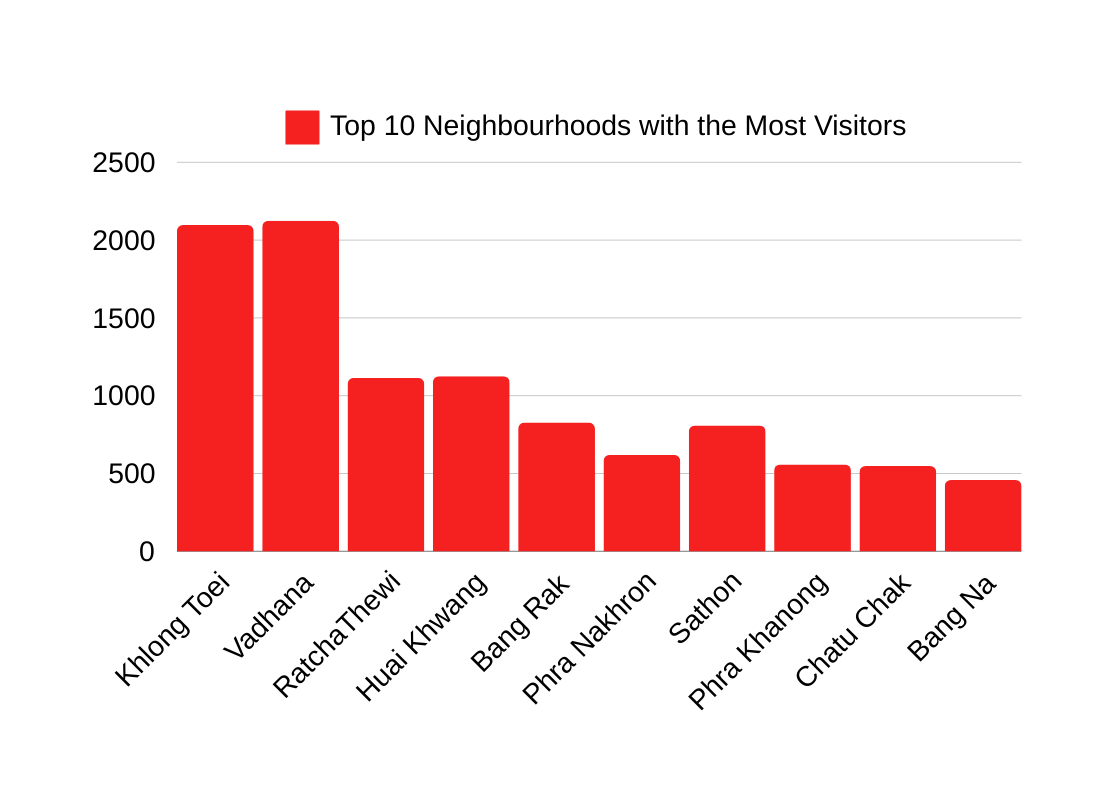 Top 10 Neighbourhoods with the Most Visitors
2500
2000
1500
1000
500
0
Khlong Toei
Vadhana
RatchaThewi
Huai Khwang
Bang Rak
Phra Nakhron
Sathon
Phra Khanong
Chatu Chak
Bang Na